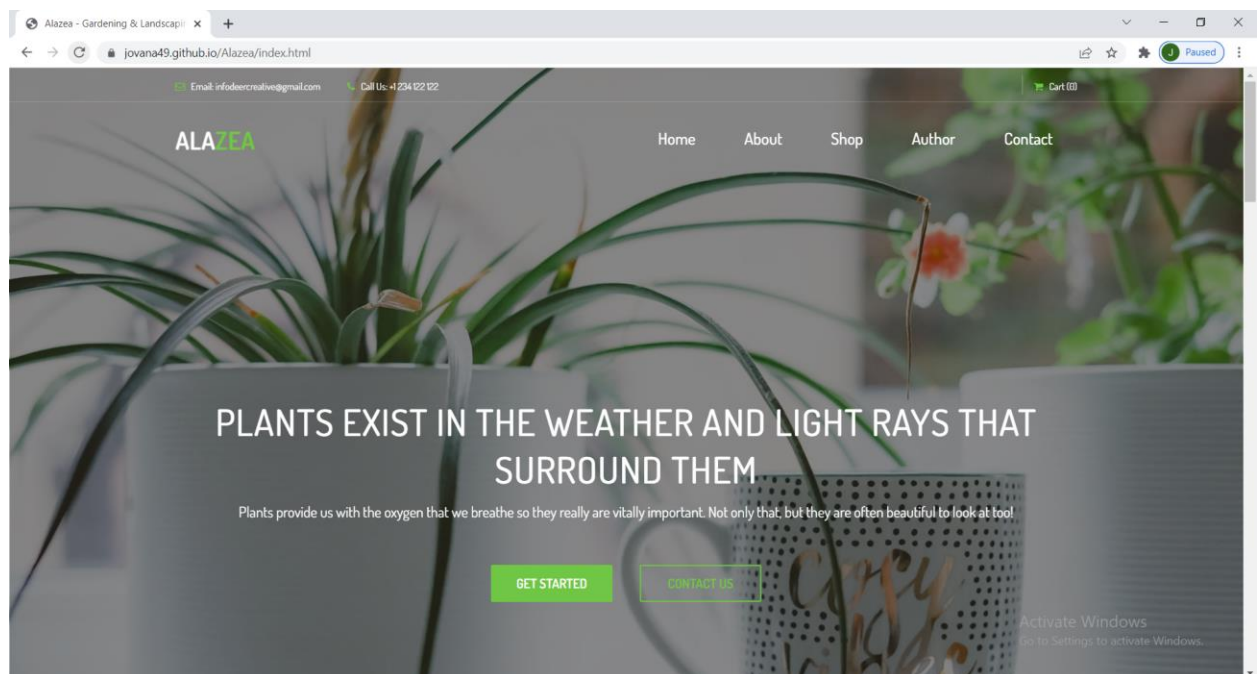 Alazea - Gardening & Landscapi
jovana49.github.io/Alazea/index.html
J Paused
Email: infodeercreative@gmail.com Call Us: +1 234 122 122 Cart (0)
ALAZEA Home About Shop Author Contact
PLANTS EXIST IN THE WEATHER AND LIGHT RAYS THAT
SURROUND THEM
Plants provide us with the oxygen that we breathe so they really are vitally important. Not only that, but they are often beautiful to look at too!
GET STARTED CONTACT US
cosy
Activate Windows
Go to Settings to activate Windows.